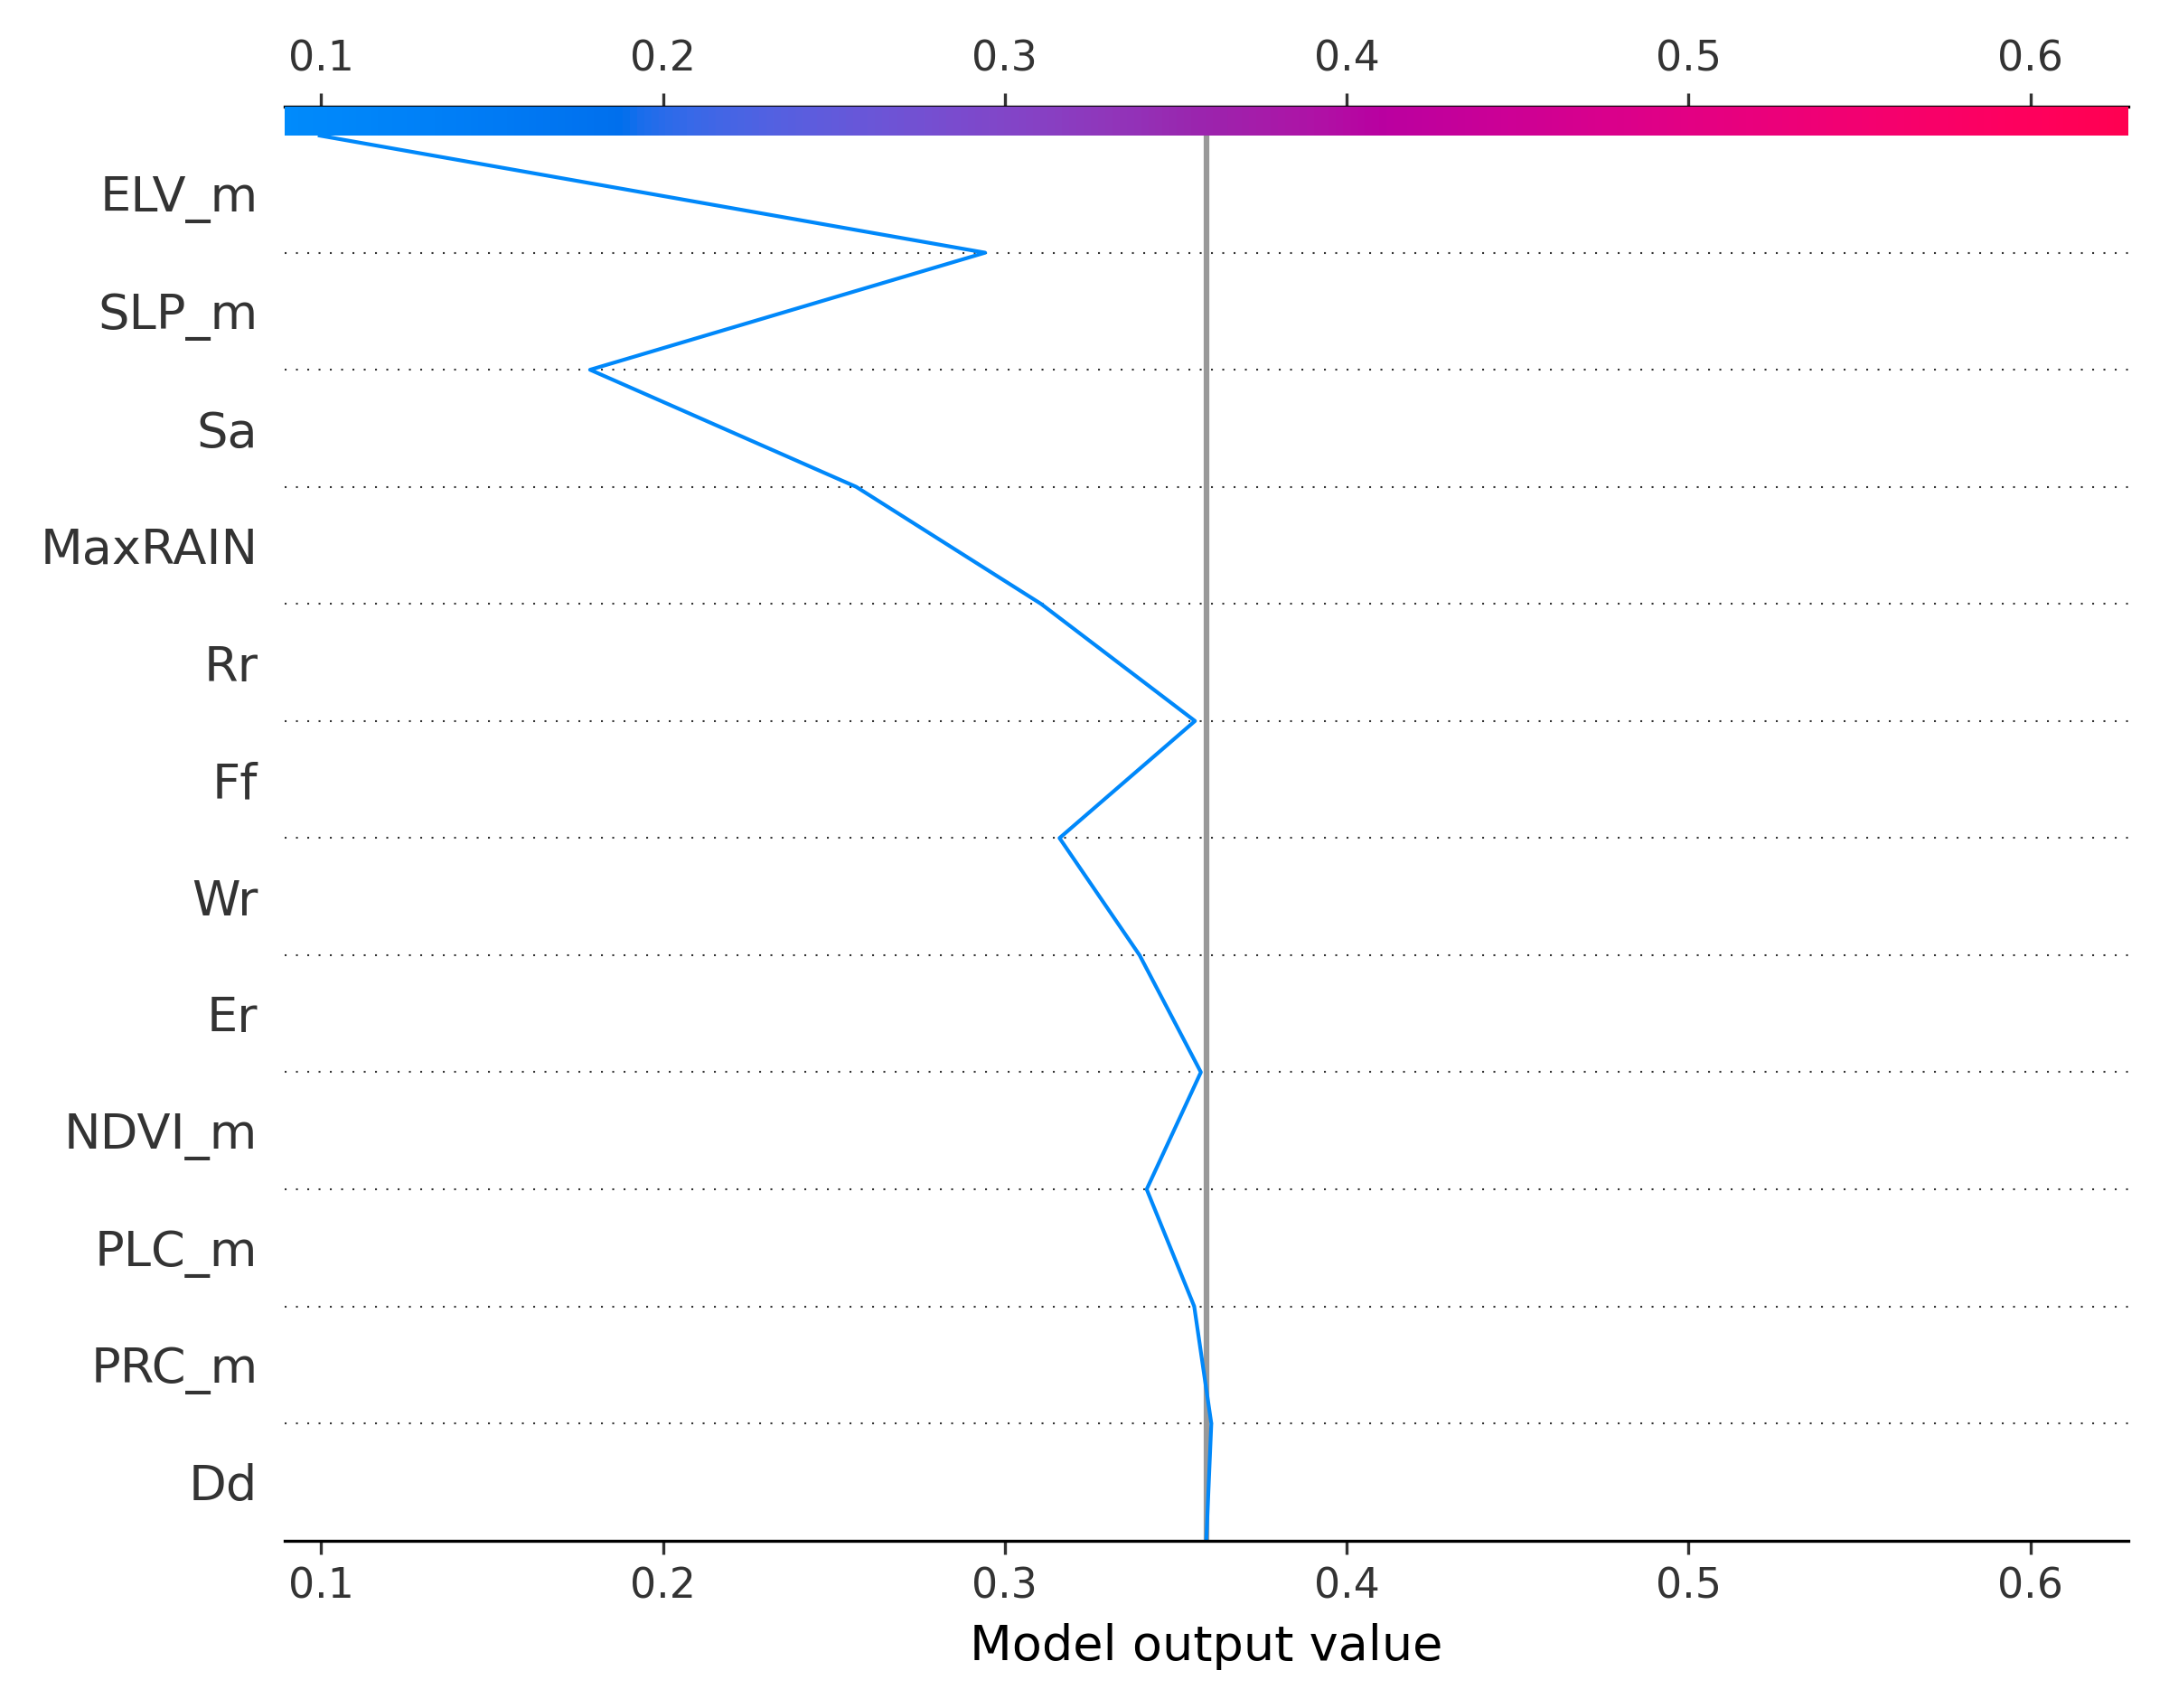 0.1 0.2 0.3 0.4 0.5 0.6
ELV_m
SLP_m
Sa
MaxRAIN
Rr
Ff
Wr
Er
NDVI_m
PLC_m
PRC_m
Dd
0.1 0.2 0.3 0.4 0.5 0.6
Model output value